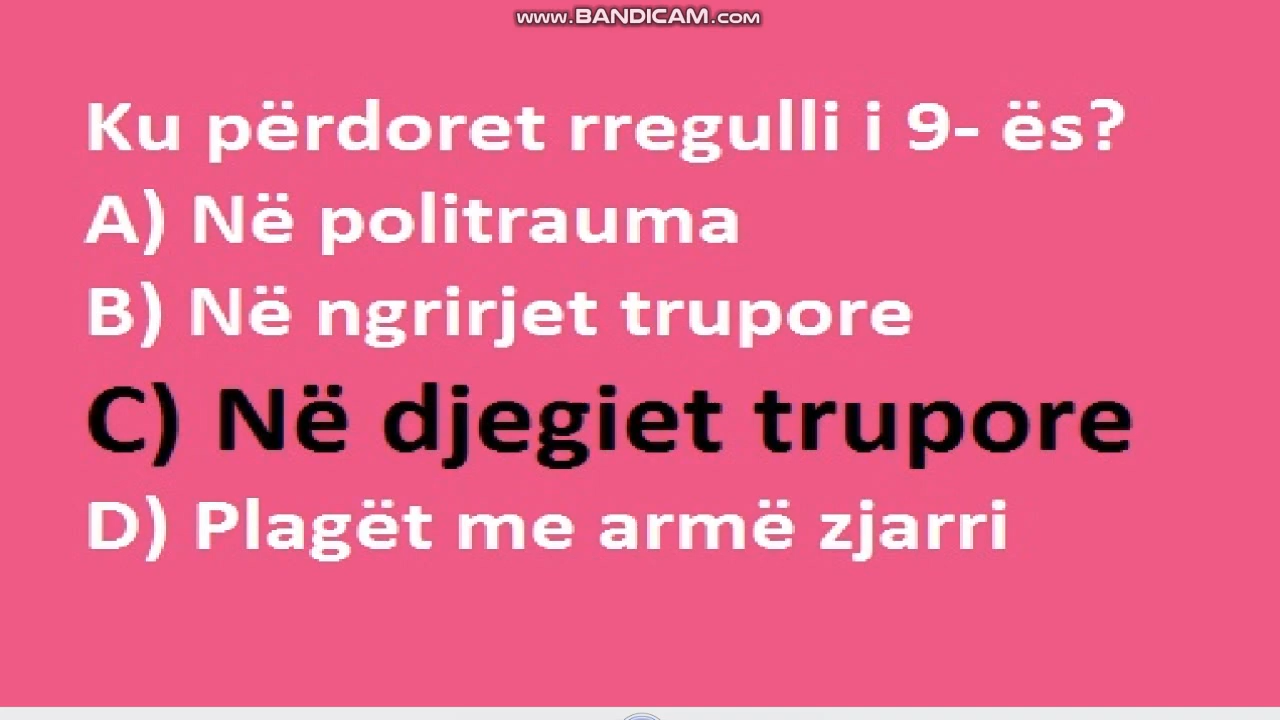 www.BANDICAM.com
Ku përdoret rregulli i 9- ës?
A) Në politrauma
B) Në ngrirjet trupore
C) Në djegiet trupore
D) Plagët me armë zjarri